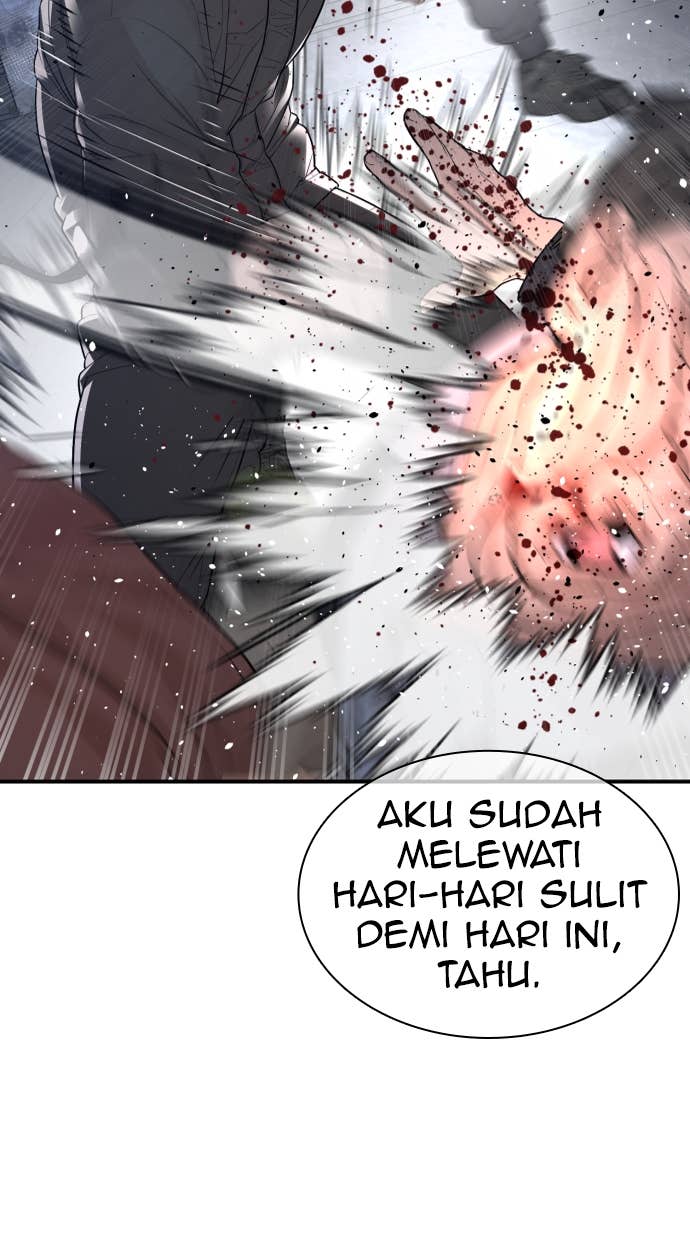 AKU SUDAH
MELEWATI
HARI-HARI SULIT
DEMI HARI INI,
TAHU.